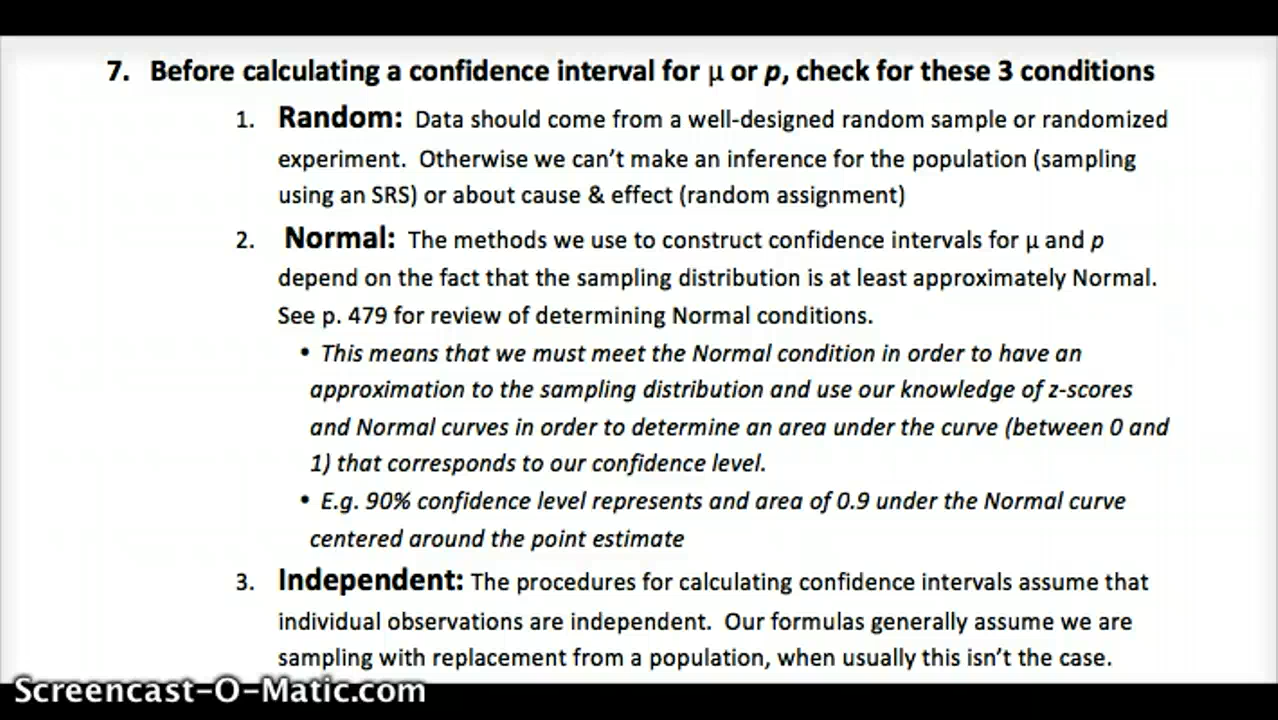 7. Before calculating a confidence interval for μ or p, check for these 3 conditions
1. Random: Data should come from a well-designed random sample or randomized
experiment. Otherwise we can't make an inference for the population (sampling
using an SRS) or about cause & effect (random assignment)
2. Normal: The methods we use to construct confidence intervals for μ and p
depend on the fact that the sampling distribution is at least approximately Normal.
See p. 479 for review of determining Normal conditions.
• This means that we must meet the Normal condition in order to have an
approximation to the sampling distribution and use our knowledge of z-scores
and Normal curves in order to determine an area under the curve (between 0 and
1) that corresponds to our confidence level.
• E.g. 90% confidence level represents and area of 0.9 under the Normal curve
centered around the point estimate
3. Independent: The procedures for calculating confidence intervals assume that
individual observations are independent. Our formulas generally assume we are
sampling with replacement from a population, when usually this isn't the case.
Screencast-O-Matic.com